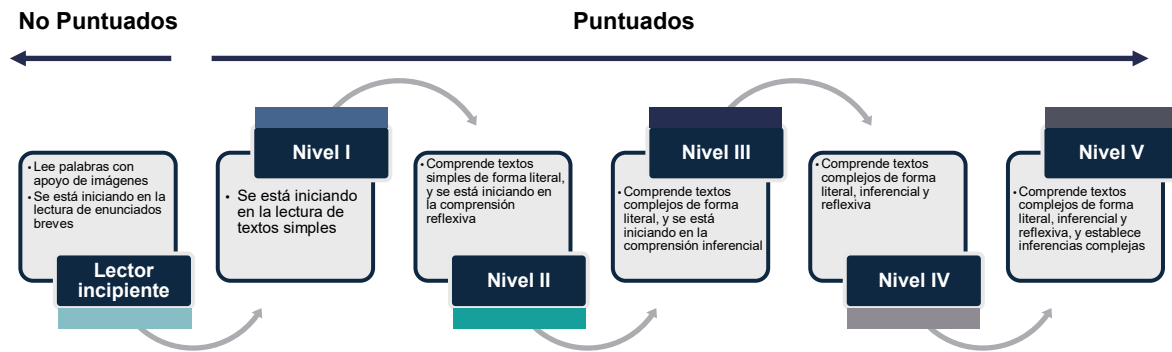 No Puntuados
Puntuados
• Lee palabras con
apoyo de imágenes
• Se está iniciando en la
lectura de enunciados
breves
Lector
incipiente
Nivel I
• Se está iniciando
en la lectura de
textos simples
• Comprende textos
simples de forma literal,
y se está iniciando en
la comprensión
reflexiva
Nivel II
Nivel III
• Comprende textos
complejos de forma
literal, y se está
iniciando en la
comprensión inferencial
• Comprende textos
complejos de forma
literal, inferencial y
reflexiva
Nivel IV
Nivel V
• Comprende textos
complejos de forma
literal, inferencial y
reflexiva, y establece
inferencias complejas